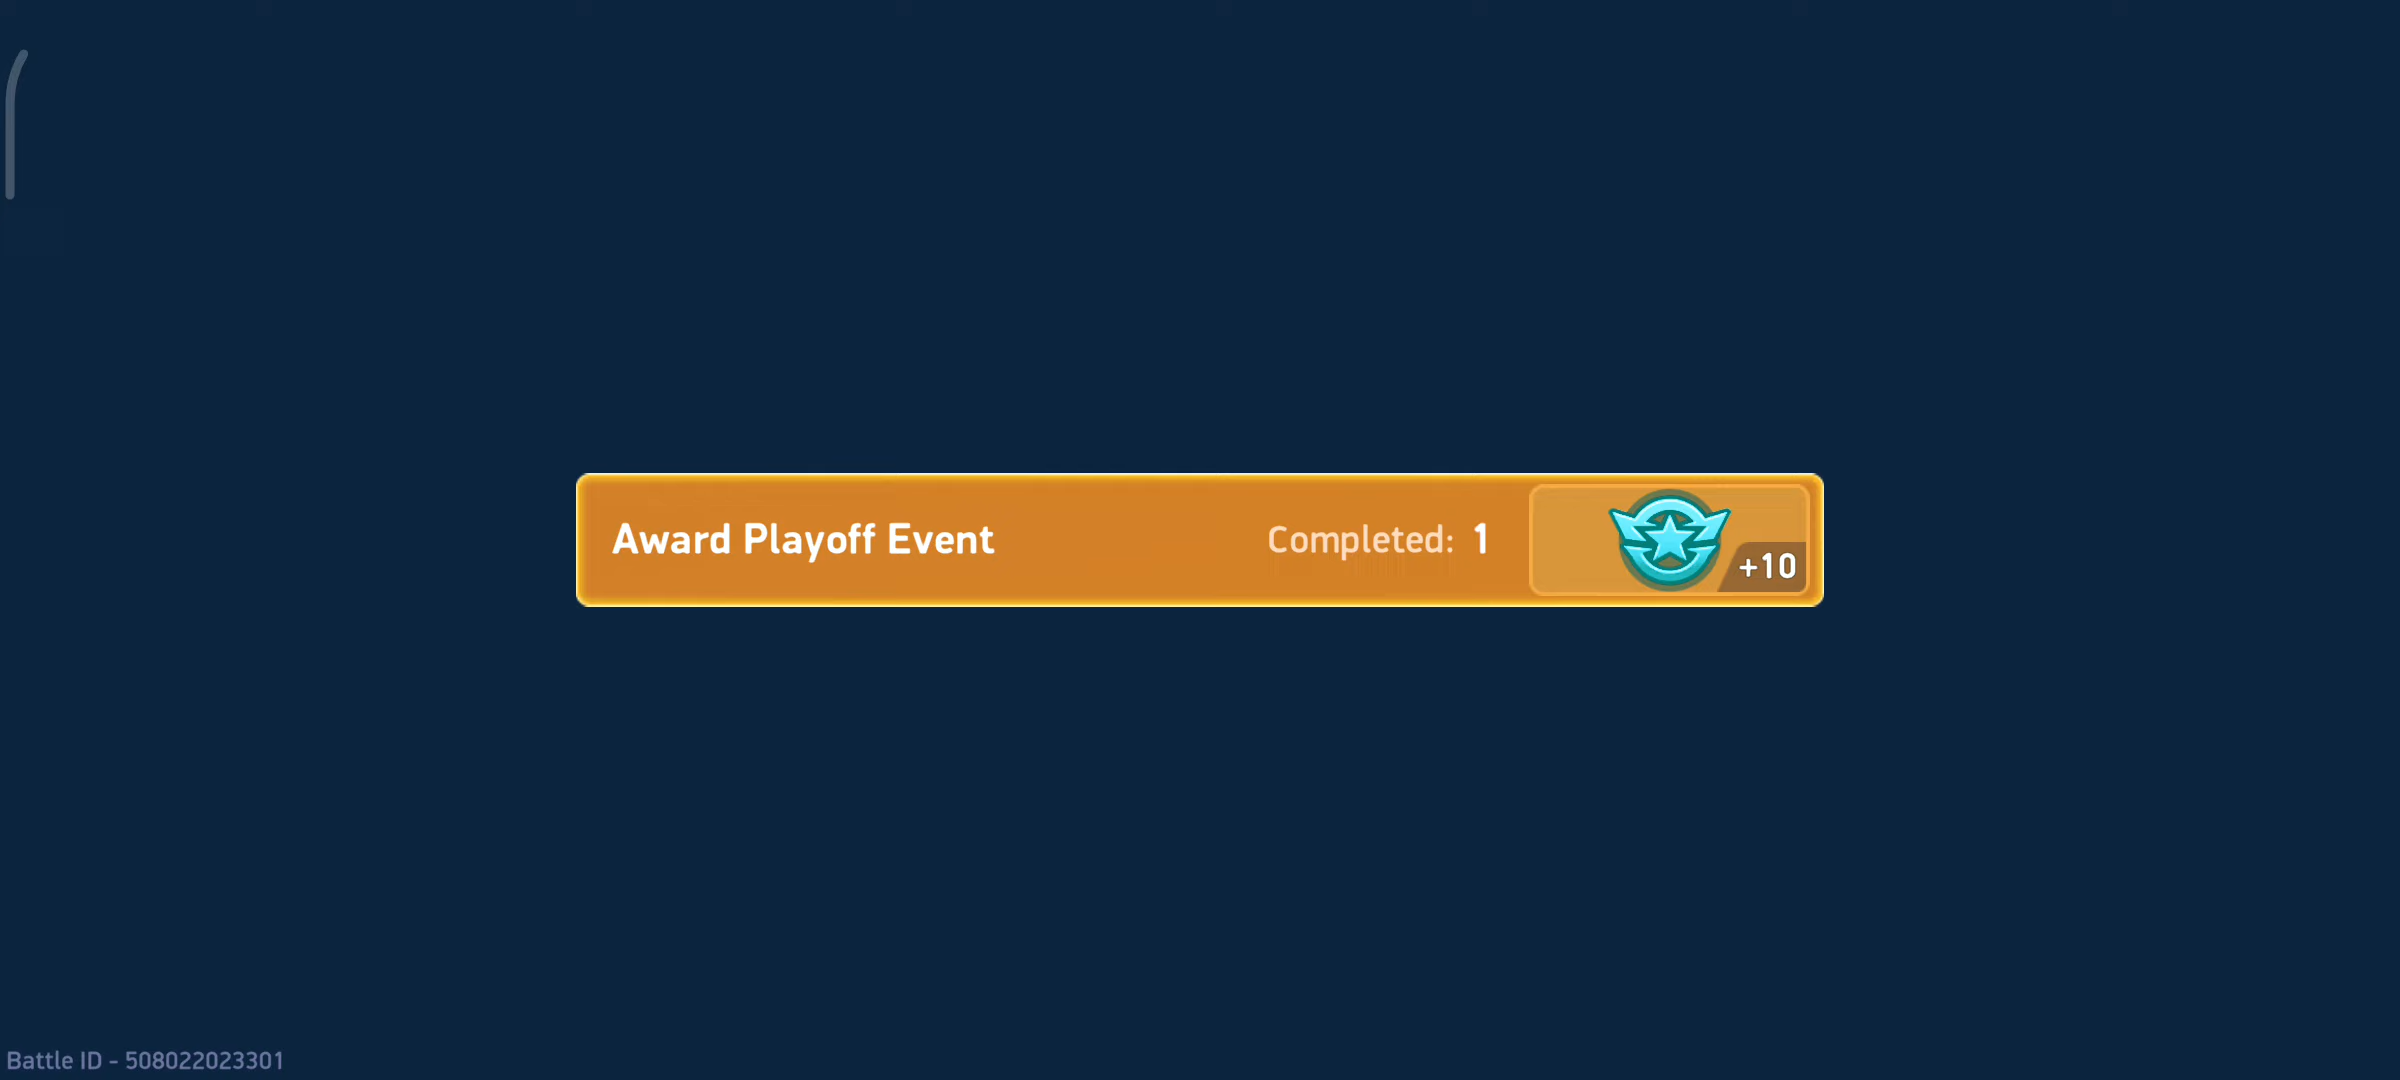 Award Playoff Event
Completed: 1
+10
Battle ID - 508022023301